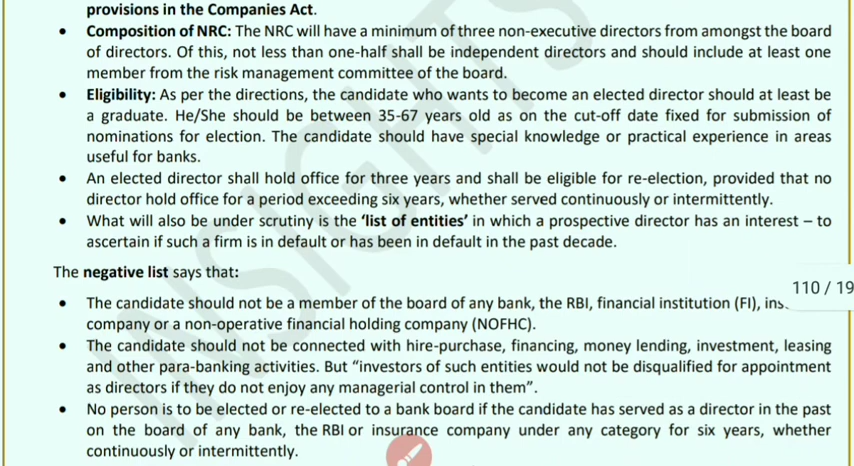 provisions in the Companies Act.
• Composition of NRC: The NRC will have a minimum of three non-executive directors from amongst the board
of directors. Of this, not less than one-half shall be independent directors and should include at least one
member from the risk management committee of the board.
• Eligibility: As per the directions, the candidate who wants to become an elected director should at least be
a graduate. He/She should be between 35-67 years old as on the cut-off date fixed for submission of
nominations for election. The candidate should have special knowledge or practical experience in areas
useful for banks.
• An elected director shall hold office for three years and shall be eligible for re-election, provided that no
director hold office for a period exceeding six years, whether served continuously or intermittently.
• What will also be under scrutiny is the ‘list of entities’ in which a prospective director has an interest – to
ascertain if such a firm is in default or has been in default in the past decade.
The negative list says that:
110 / 19
• The candidate should not be a member of the board of any bank, the RBI, financial institution (FI),
company or a non-operative financial holding company (NOFHC).
• The candidate should not be connected with hire-purchase, financing, money lending, investment, leasing
and other para-banking activities. But “investors of such entities would not be disqualified for appointment
as directors if they do not enjoy any managerial control in them”.
• No person is to be elected or re-elected to a bank board if the candidate has served as a director in the past
on the board of any bank, the RBI or insurance company under any category for six years, whether
continuously or intermittently.
INSIGHTS